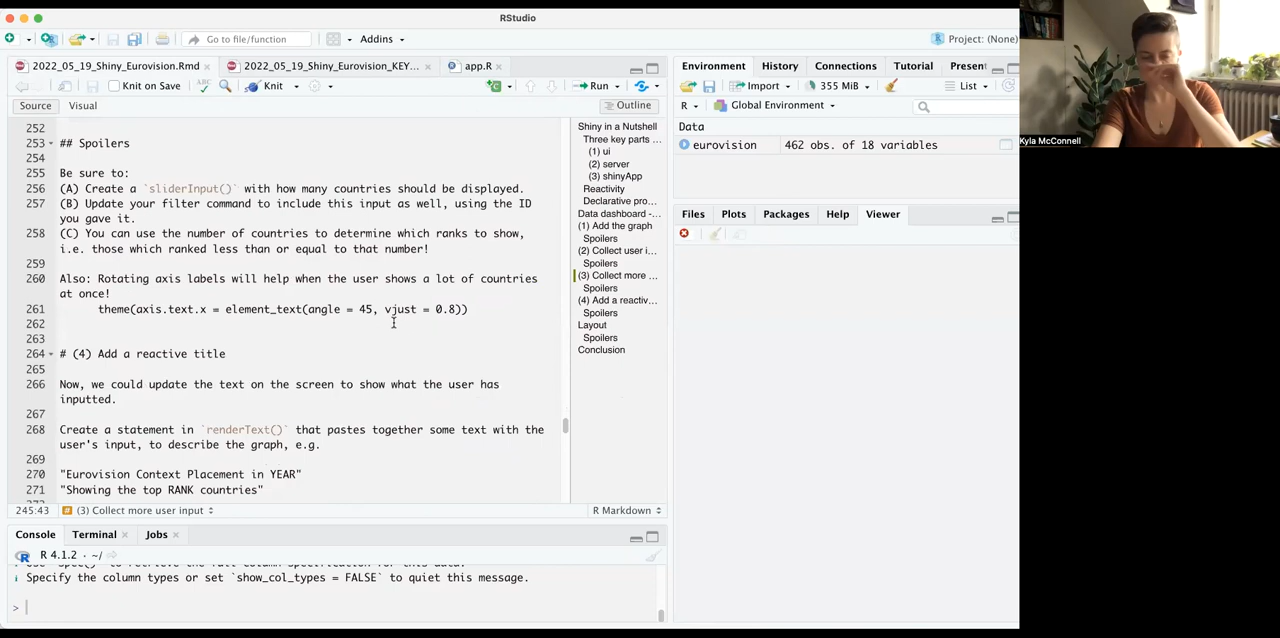 RStudio
Go to file/function
Addins
Project: (None)
2022_05_19_Shiny_Eurovision.Rmd
2022_05_19_Shiny_Eurovision_KEY...
app.R
Knit on Save
Knit
Run
Source
Visual
Outline
252
253 ## Spoilers
254
255 Be sure to:
256 (A) Create a `sliderInput()` with how many countries should be displayed.
257 (B) Update your filter command to include this input as well, using the ID
you gave it.
258 (C) You can use the number of countries to determine which ranks to show,
i.e. those which ranked less than or equal to that number!
259
260 Also: Rotating axis labels will help when the user shows a lot of countries
at once!
261 theme(axis.text.x = element_text(angle = 45, vjust = 0.8))
262
263
264 # (4) Add a reactive title
265
266 Now, we could update the text on the screen to show what the user has
inputted.
267
268 Create a statement in `renderText()` that pastes together some text with the
user's input, to describe the graph, e.g.
269
270 "Eurovision Context Placement in YEAR"
271 "Showing the top RANK countries"
245:43
(3) Collect more user input
R Markdown
Shiny in a Nutshell
Three key parts ...
(1) ui
(2) server
(3) shinyApp
Reactivity
Declarative pro...
Data dashboard -...
(1) Add the graph
Spoilers
(2) Collect user i...
Spoilers
(3) Collect more ...
Spoilers
(4) Add a reactiv...
Spoilers
Layout
Spoilers
Conclusion
Console
Terminal
Jobs
R 4.1.2 · ~/
i Specify the column types or set `show_col_types = FALSE` to quiet this message.
>
Environment
History
Connections
Tutorial
Present
Import
355 MiB
List
R
Global Environment
Data
eurovision 462 obs. of 18 variables
Files
Plots
Packages
Help
Viewer
Kyla McConnell